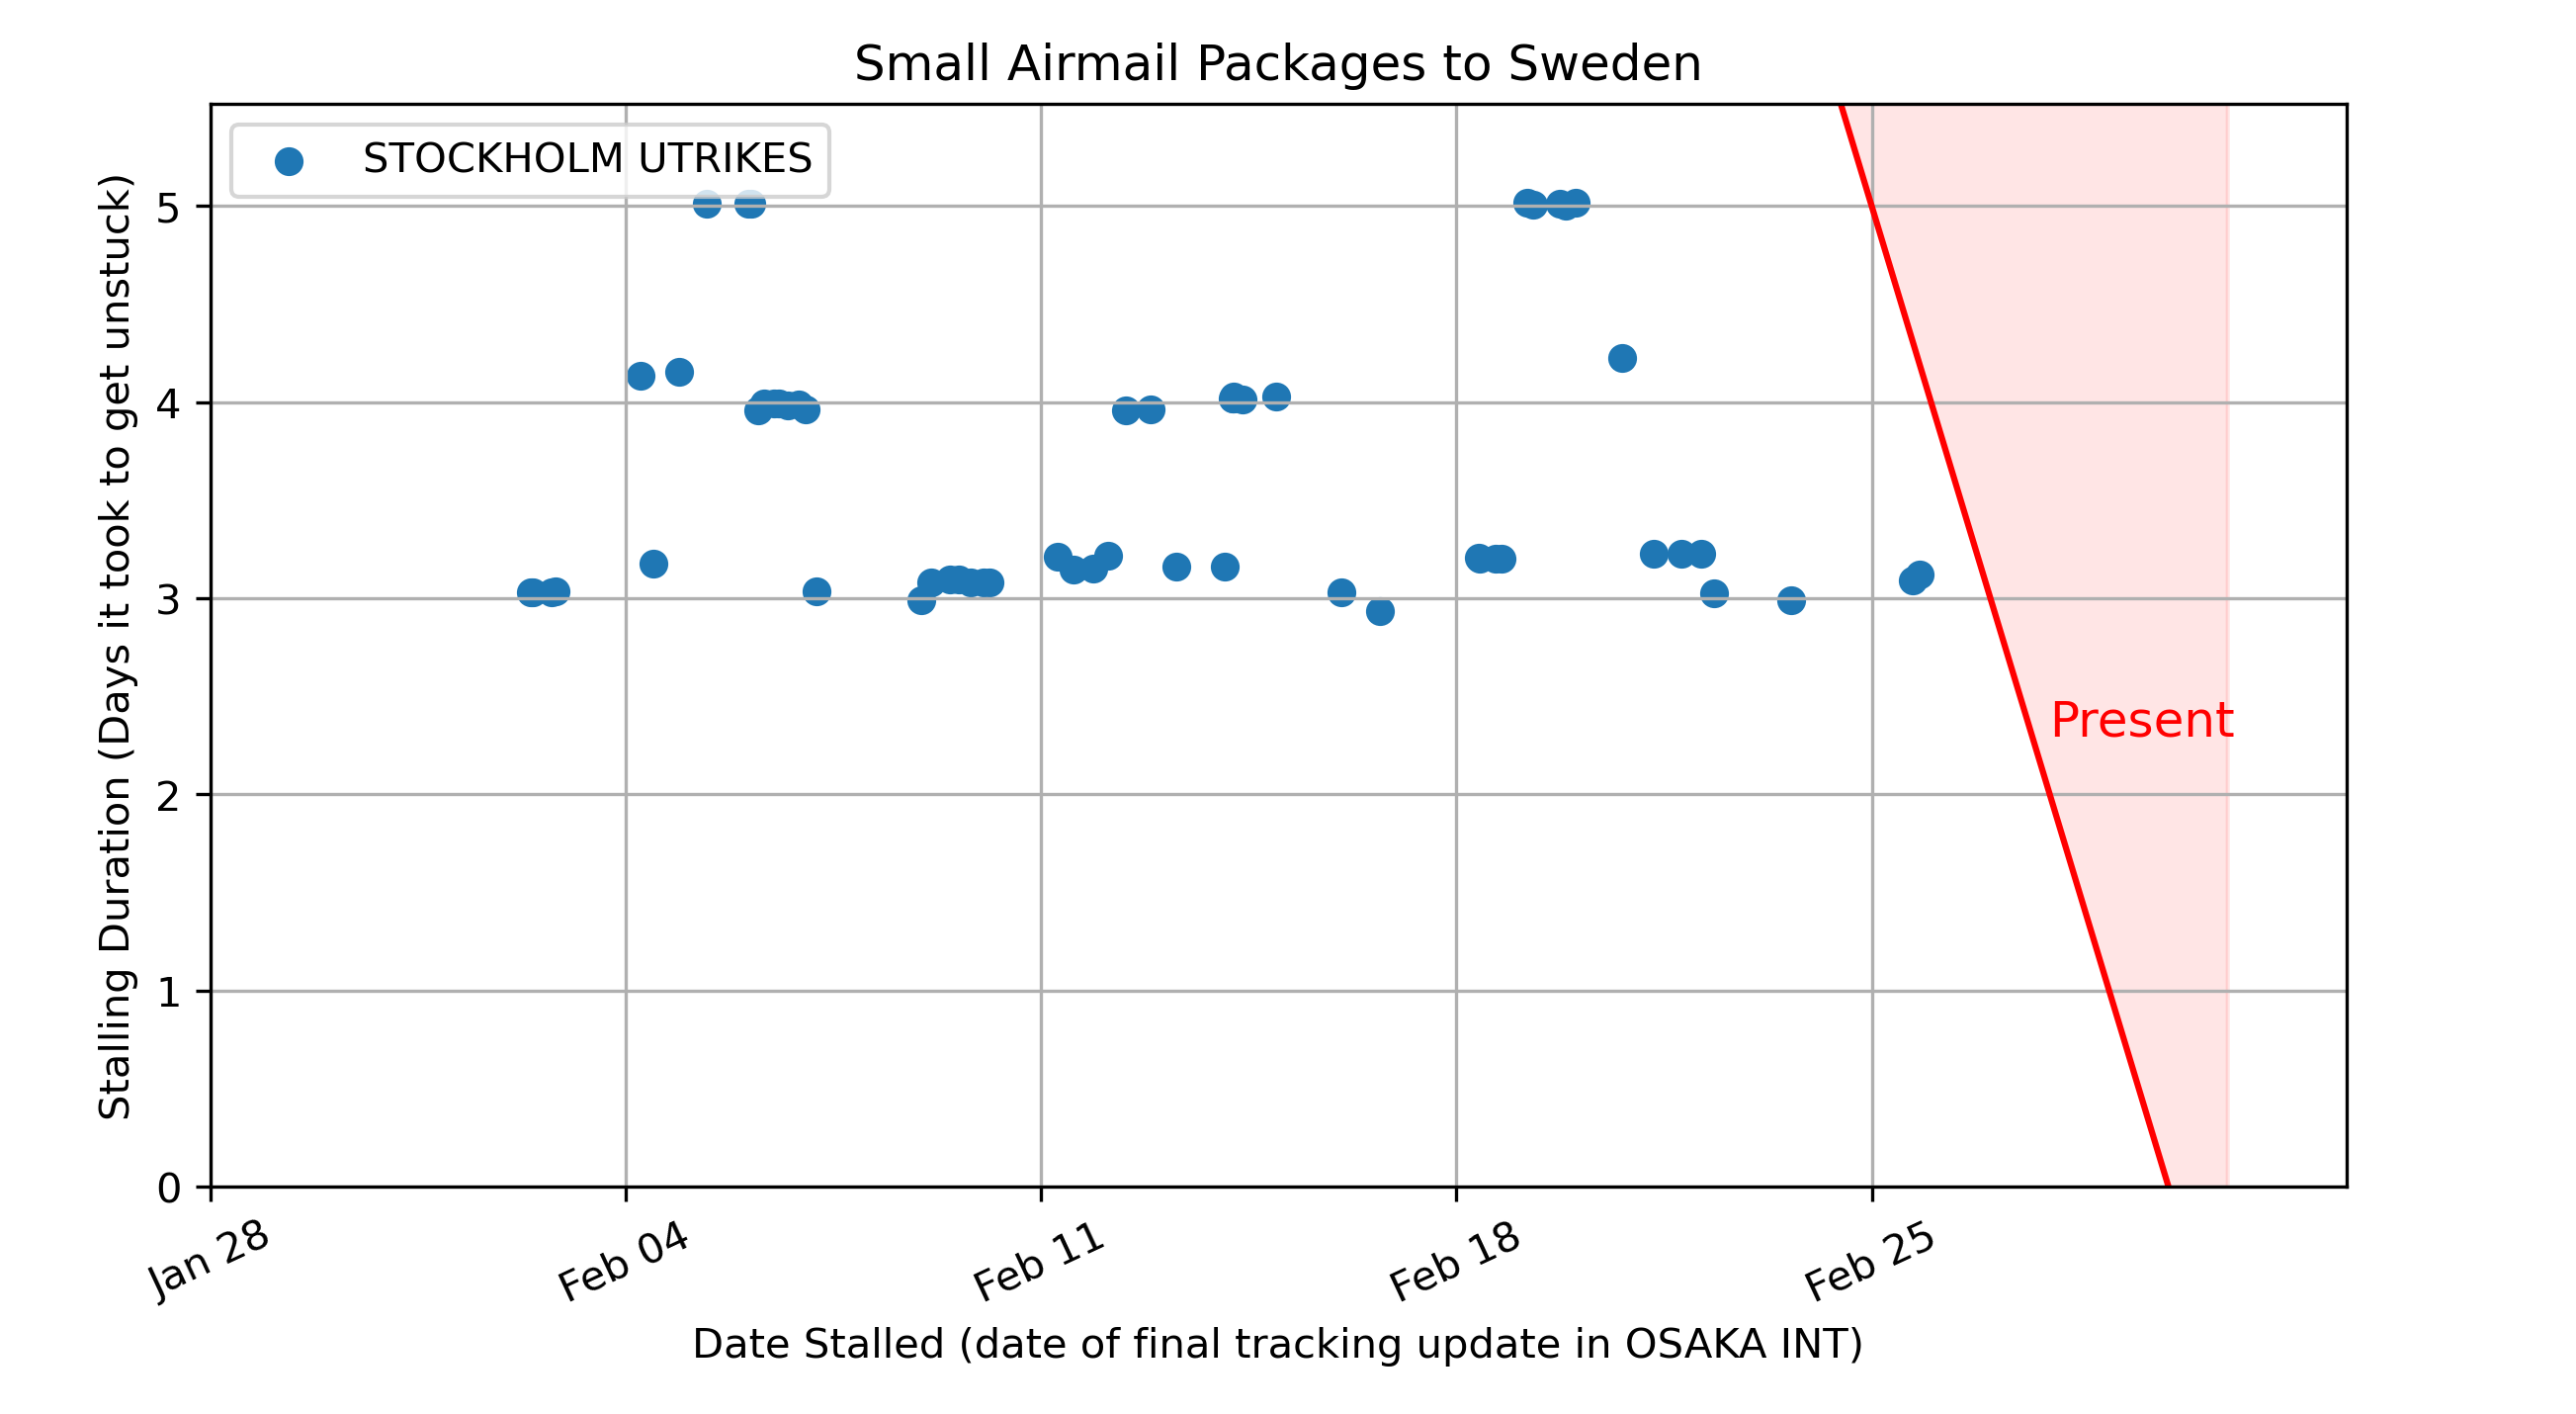 Small Airmail Packages to Sweden
STOCKHOLM UTRIKES
Stalling Duration (Days it took to get unstuck)
5
4
3
2
1
0
Present
Jan 28
Feb 04
Feb 11
Feb 18
Feb 25
Date Stalled (date of final tracking update in OSAKA INT)